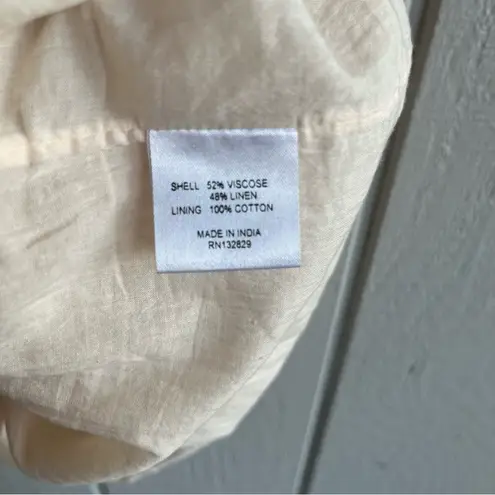 SHELL 52% VISCOSE
48% LINEN
LINING 100% COTTON
MADE IN INDIA
RN132829